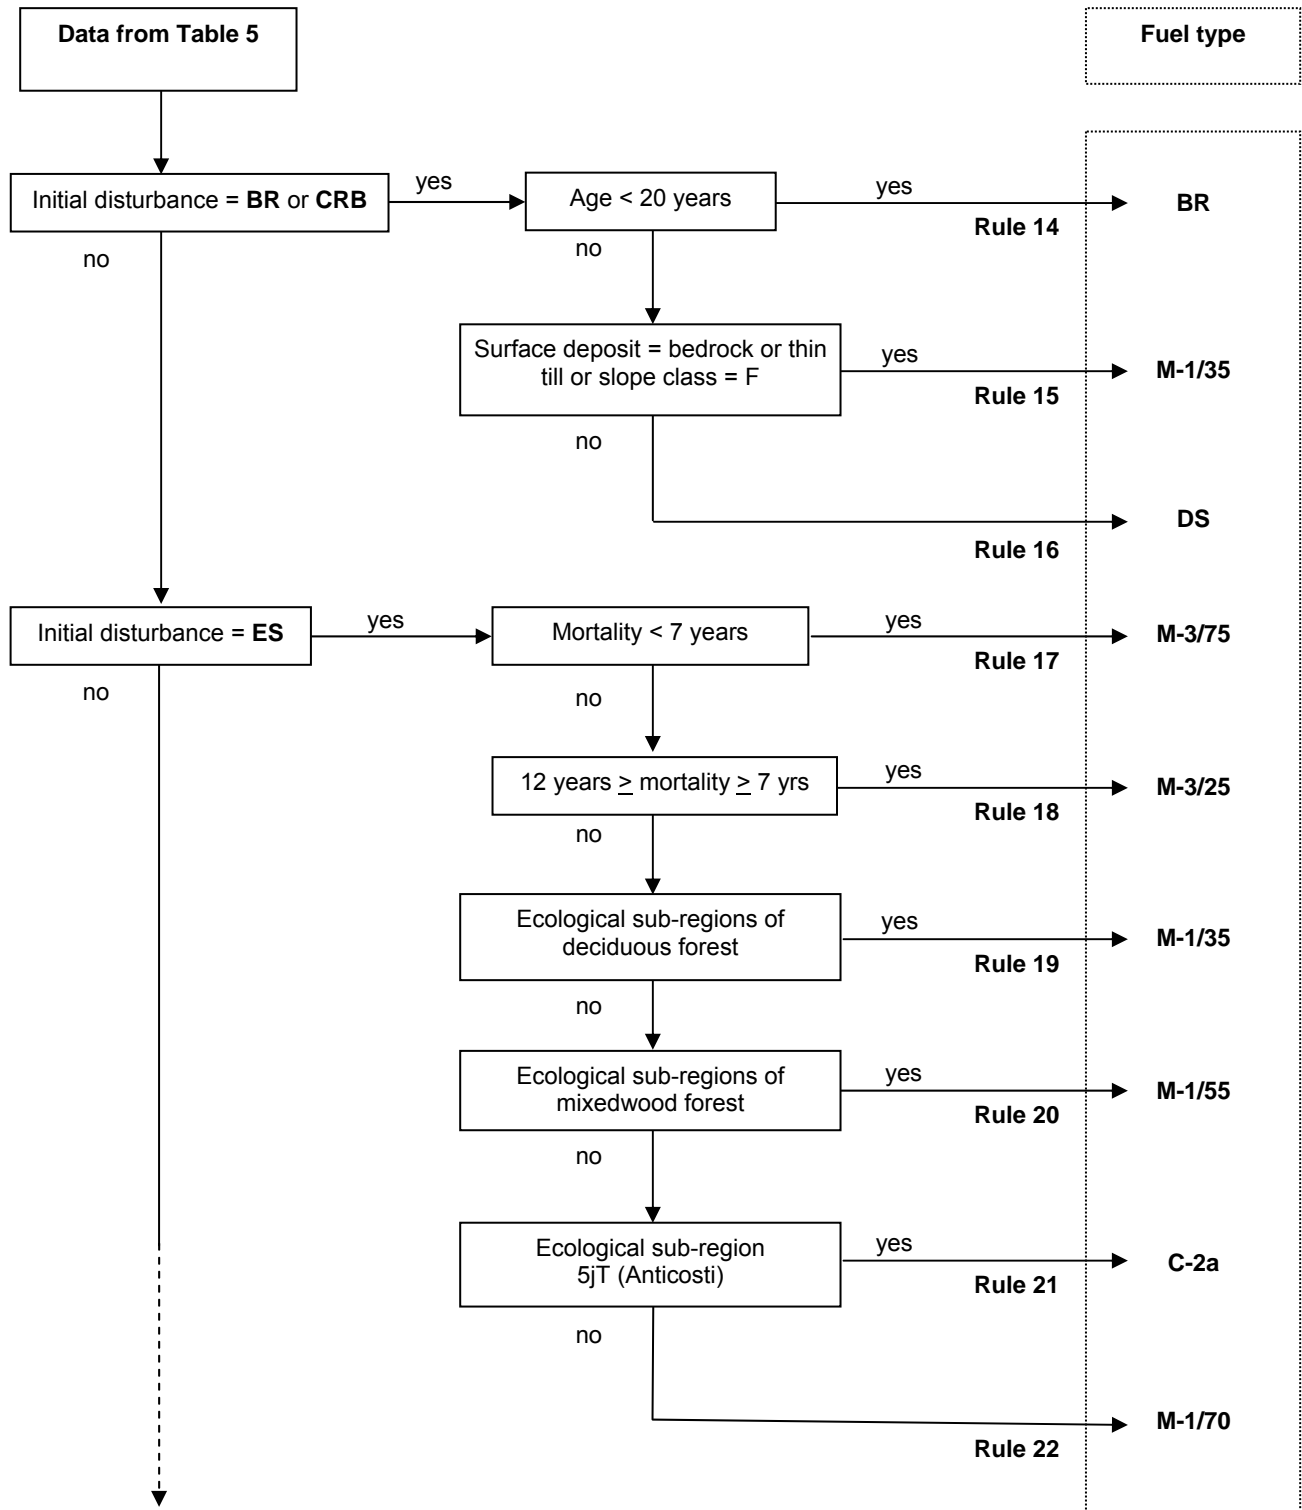 Data from Table 5
Fuel type
Initial disturbance = BR or CRB
yes
Age < 20 years
yes
Rule 14
BR
no
no
Surface deposit = bedrock or thin
till or slope class = F
yes
Rule 15
M-1/35
no
Rule 16
DS
Initial disturbance = ES
yes
Mortality < 7 years
yes
Rule 17
M-3/75
no
no
12 years ≥ mortality ≥ 7 yrs
yes
Rule 18
M-3/25
no
Ecological sub-regions of
deciduous forest
yes
Rule 19
M-1/35
no
Ecological sub-regions of
mixedwood forest
yes
Rule 20
M-1/55
no
Ecological sub-region
5jT (Anticosti)
yes
Rule 21
C-2a
no
Rule 22
M-1/70